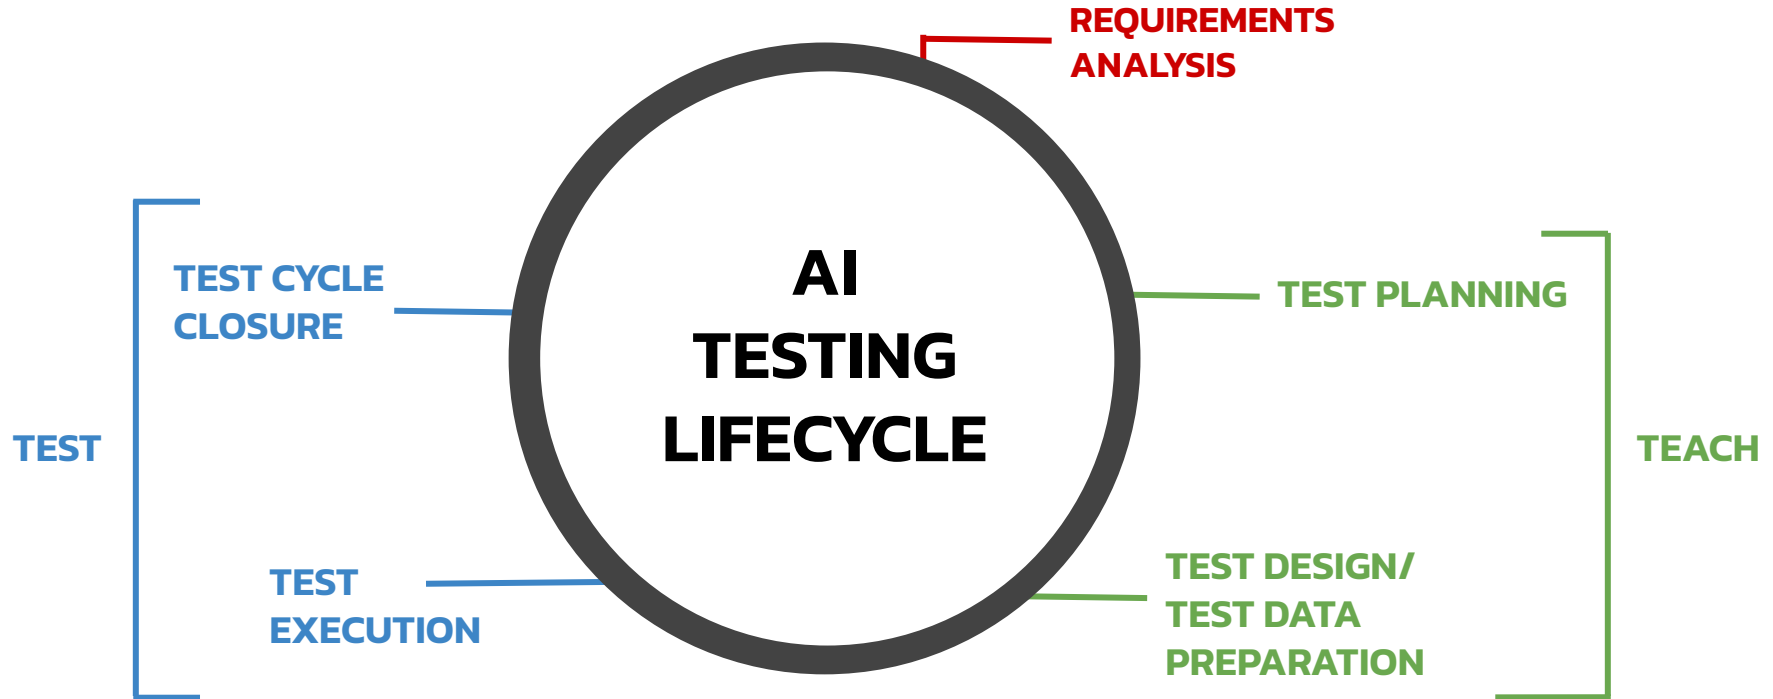 REQUIREMENTS
ANALYSIS
AI
TESTING
LIFECYCLE
TEST CYCLE
CLOSURE
TEST PLANNING
TEST
TEACH
TEST
EXECUTION
TEST DESIGN/
TEST DATA
PREPARATION